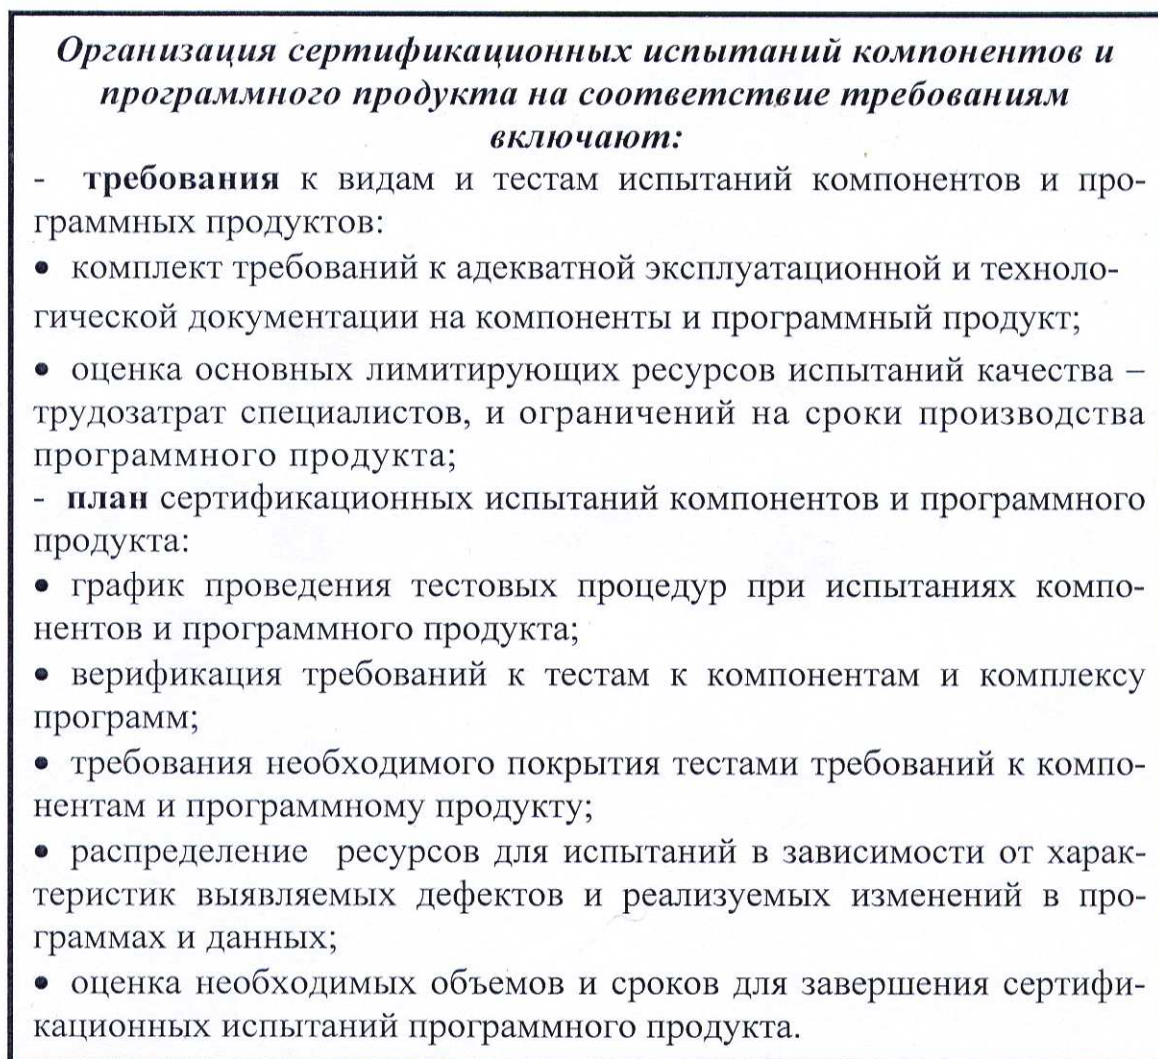 Организация сертификационных испытаний компонентов и
программного продукта на соответствие требованиям
включают:
- требования к видам и тестам испытаний компонентов и про-
граммных продуктов:
• комплект требований к адекватной эксплуатационной и техноло-
гической документации на компоненты и программный продукт;
• оценка основных лимитирующих ресурсов испытаний качества –
трудозатрат специалистов, и ограничений на сроки производства
программного продукта;
- план сертификационных испытаний компонентов и программного
продукта:
• график проведения тестовых процедур при испытаниях компо-
нентов и программного продукта;
• верификация требований к тестам к компонентам и комплексу
программ;
• требования необходимого покрытия тестами требований к компо-
нентам и программному продукту;
• распределение ресурсов для испытаний в зависимости от харак-
теристик выявляемых дефектов и реализуемых изменений в про-
граммах и данных;
• оценка необходимых объемов и сроков для завершения сертифи-
кационных испытаний программного продукта.